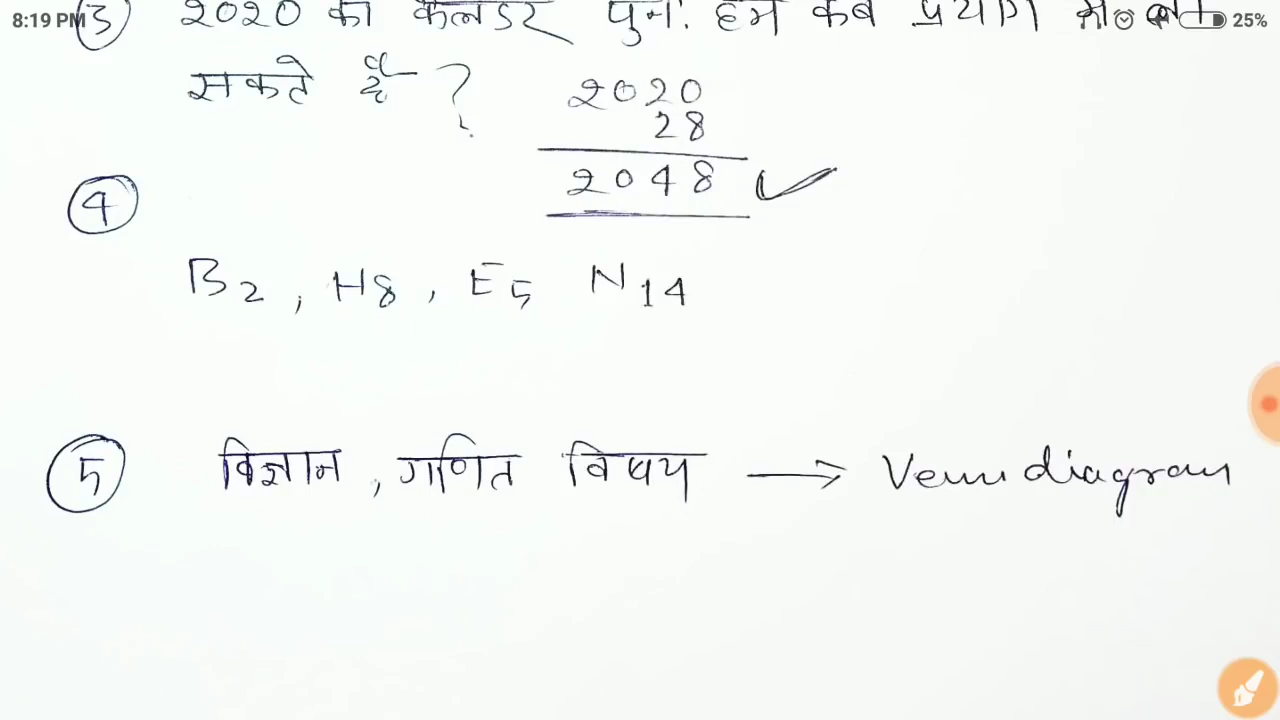 8:19 PM 25%
③ 2020 का कैलेंडर पुनः हम कब प्रयोग में ला
सकते हैं ?
2020
28
2048 ✓
④
B2 , H8 , E5 N14
⑤ विज्ञान , गणित विषय → Venn diagram